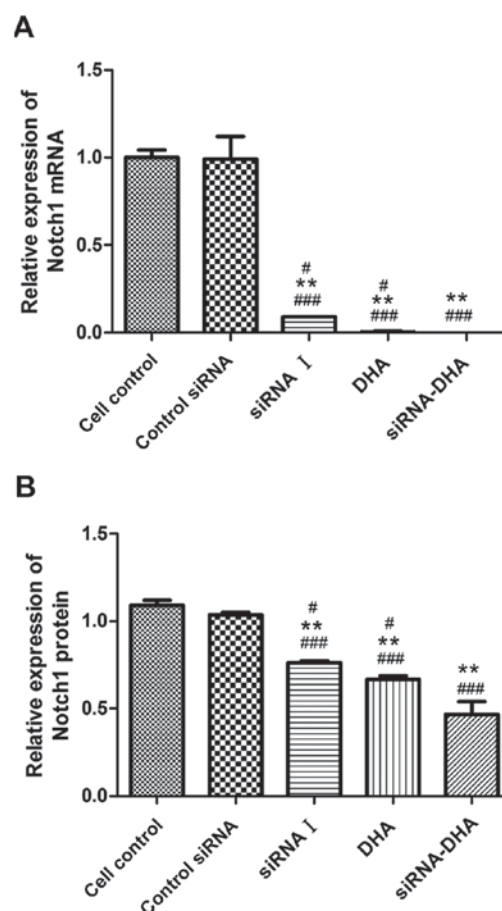 A
Relative expression of
Notch1 mRNA
1.5
1.0
0.5
0.0
#
**
###
#
**
###
**
###
Cell control
Control siRNA
siRNA I
DHA
siRNA-DHA
B
Relative expression of
Notch1 protein
1.5
1.0
0.5
0.0
#
**
###
#
**
###
**
###
Cell control
Control siRNA
siRNA I
DHA
siRNA-DHA